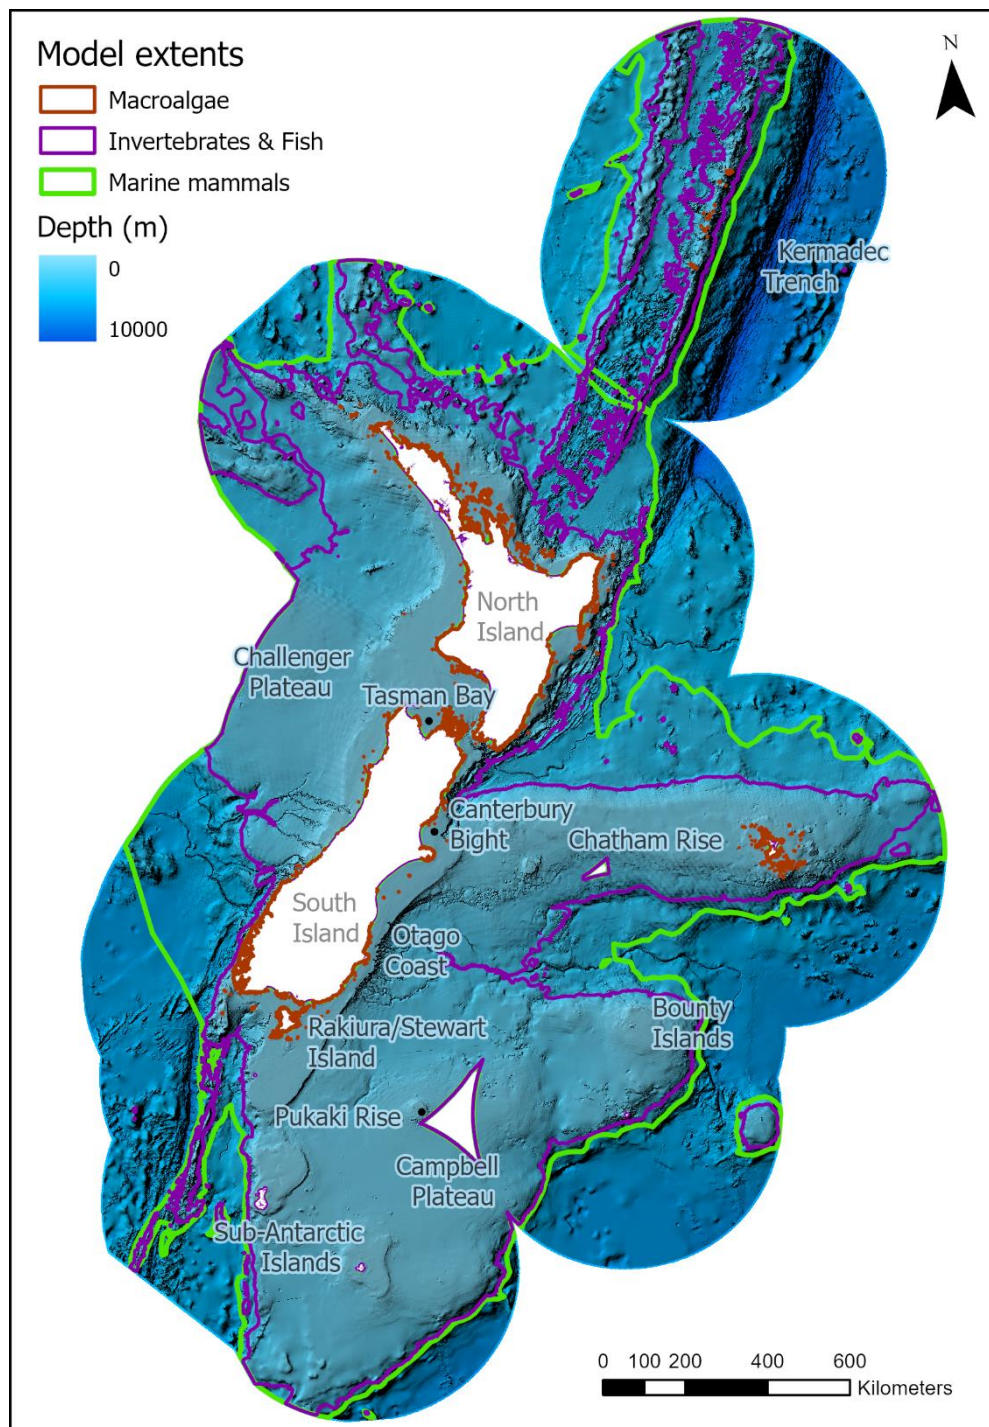 Model extents
Macroalgae
Invertebrates & Fish
Marine mammals
Depth (m)
0
10000
N
Kermadec
Trench
North
Island
Challenger
Plateau
Tasman Bay
Canterbury
Bight
Chatham Rise
South
Island
Otago
Coast
Bounty
Islands
Rakiura/Stewart
Island
Pukaki Rise
Campbell
Plateau
Sub-Antarctic
Islands
0 100 200 400 600
Kilometers